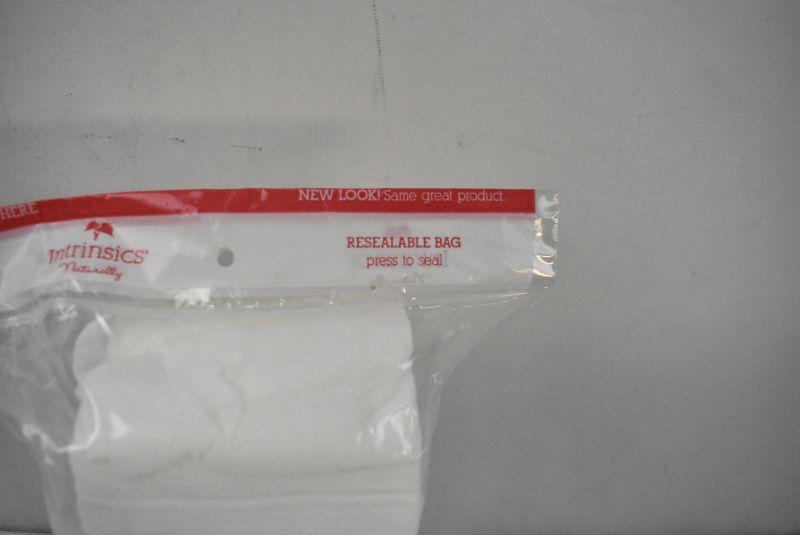 HERE
NEW LOOK! Same great product.
Intrinsics
Naturally
RESEALABLE BAG
press to seal